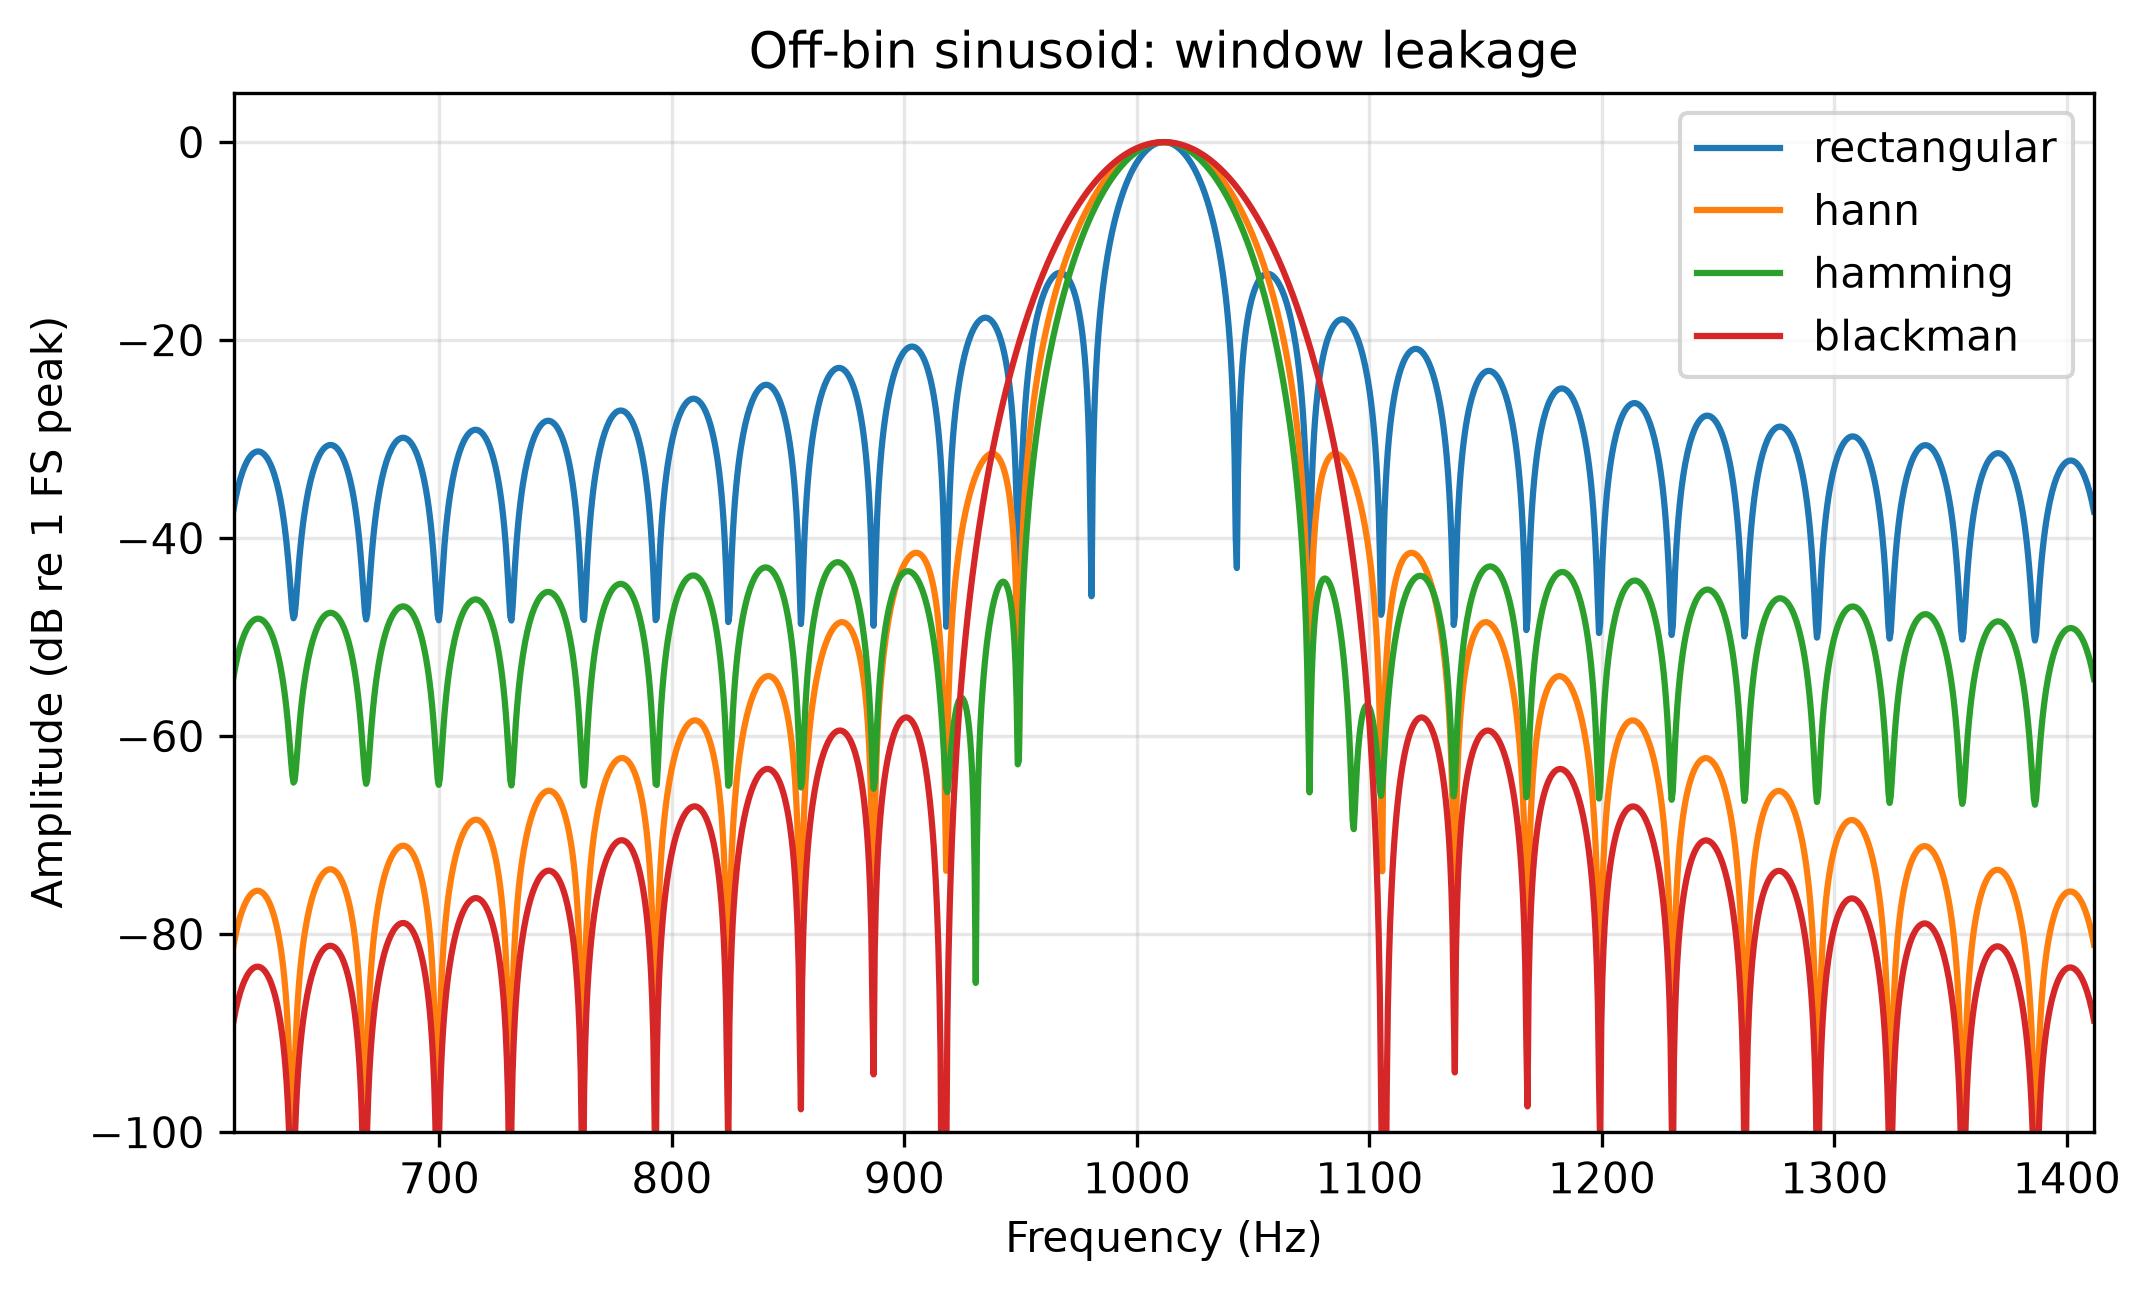 Off-bin sinusoid: window leakage
rectangular
hann
hamming
blackman
Amplitude (dB re 1 FS peak)
0
−20
−40
−60
−80
−100
700
800
900
1000
1100
1200
1300
1400
Frequency (Hz)